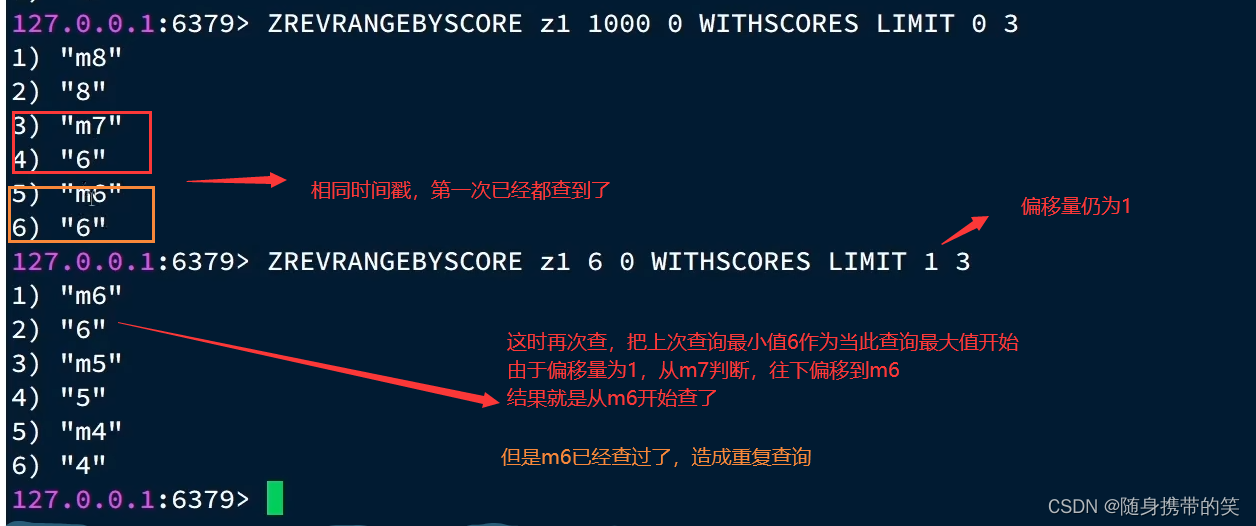 127.0.0.1:6379> ZREVRANGEBYSCORE z1 1000 0 WITHSCORES LIMIT 0 3
1) "m8"
2) "8"
3) "m7"
4) "6"
5) "m6"
6) "6"
相同时间戳，第一次已经都查到了
偏移量仍为1
127.0.0.1:6379> ZREVRANGEBYSCORE z1 6 0 WITHSCORES LIMIT 1 3
1) "m6"
2) "6"
3) "m5"
4) "5"
5) "m4"
6) "4"
这时再次查，把上次查询最小值6作为当此查询最大值开始
由于偏移量为1，从m7判断，往下偏移到m6
结果就是从m6开始查了
但是m6已经查过了，造成重复查询
127.0.0.1:6379>
CSDN @随身携带的笑